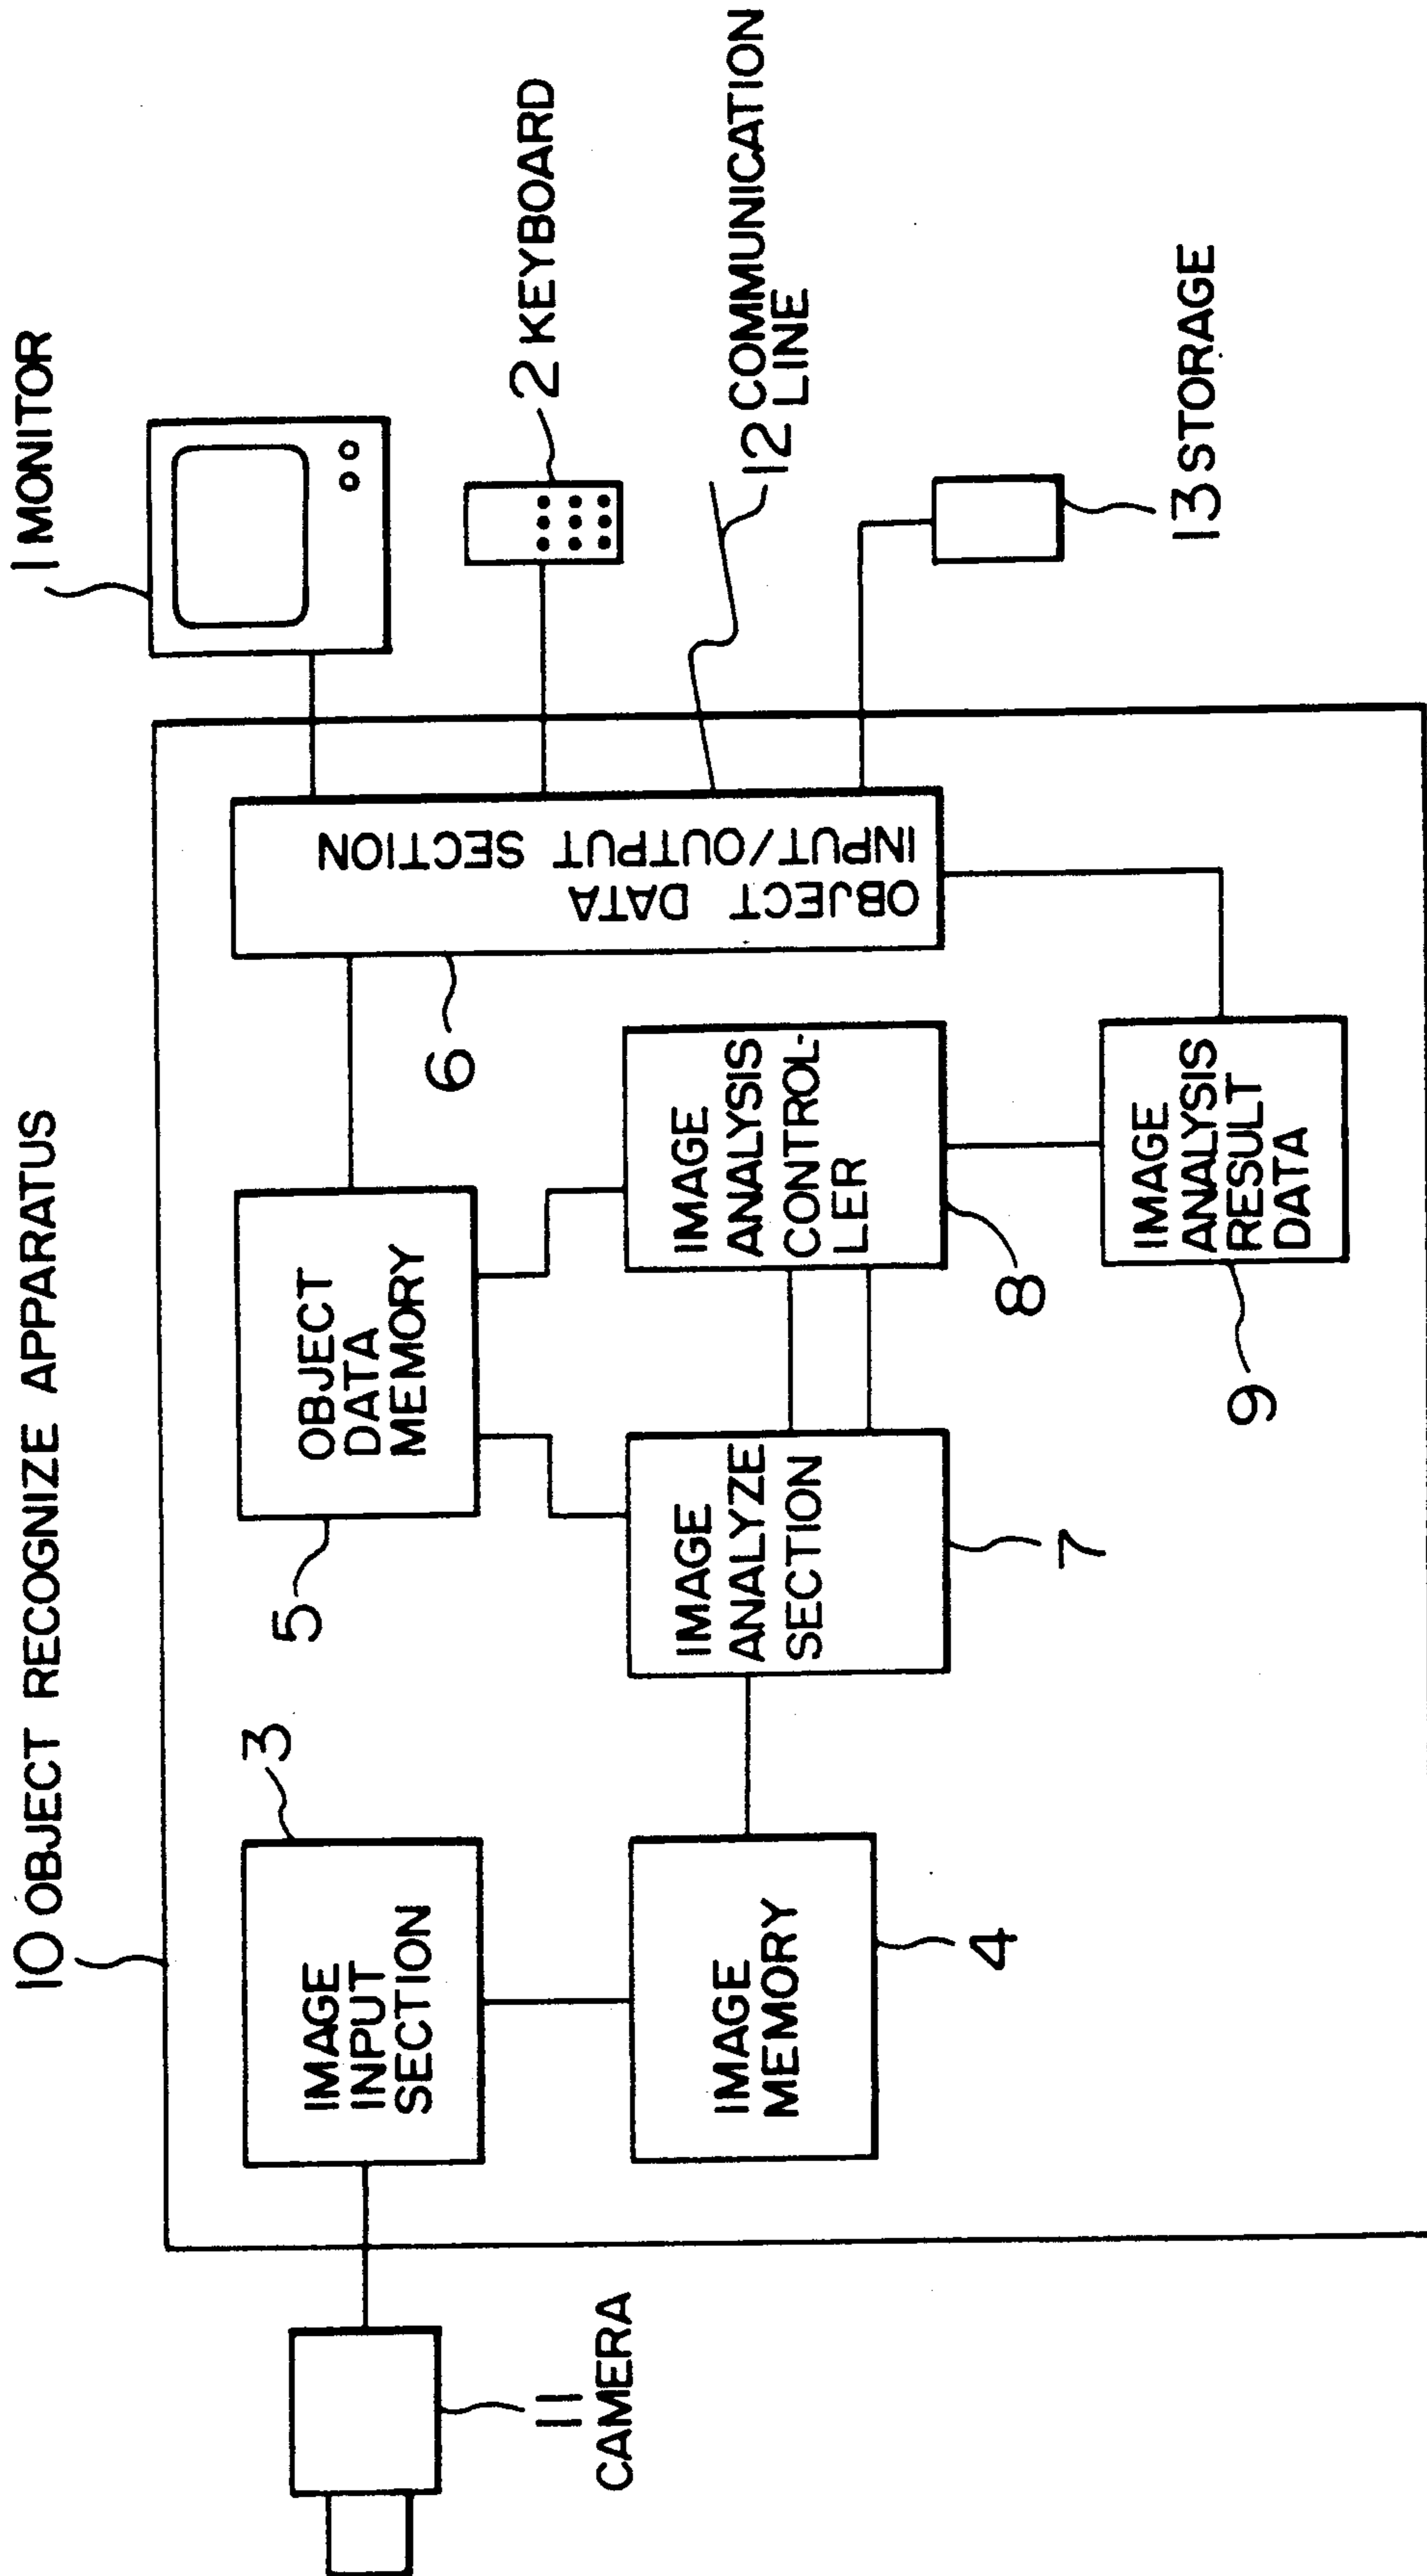 10 OBJECT RECOGNIZE APPARATUS
1 MONITOR
11
CAMERA
3
IMAGE
INPUT
SECTION
5
OBJECT
DATA
MEMORY
6
OBJECT DATA
INPUT/OUTPUT SECTION
2 KEYBOARD
IMAGE
MEMORY
4
IMAGE
ANALYZE
SECTION
7
IMAGE
ANALYSIS
CONTROL-
LER
8
12 COMMUNICATION
LINE
IMAGE
ANALYSIS
RESULT
DATA
9
13 STORAGE